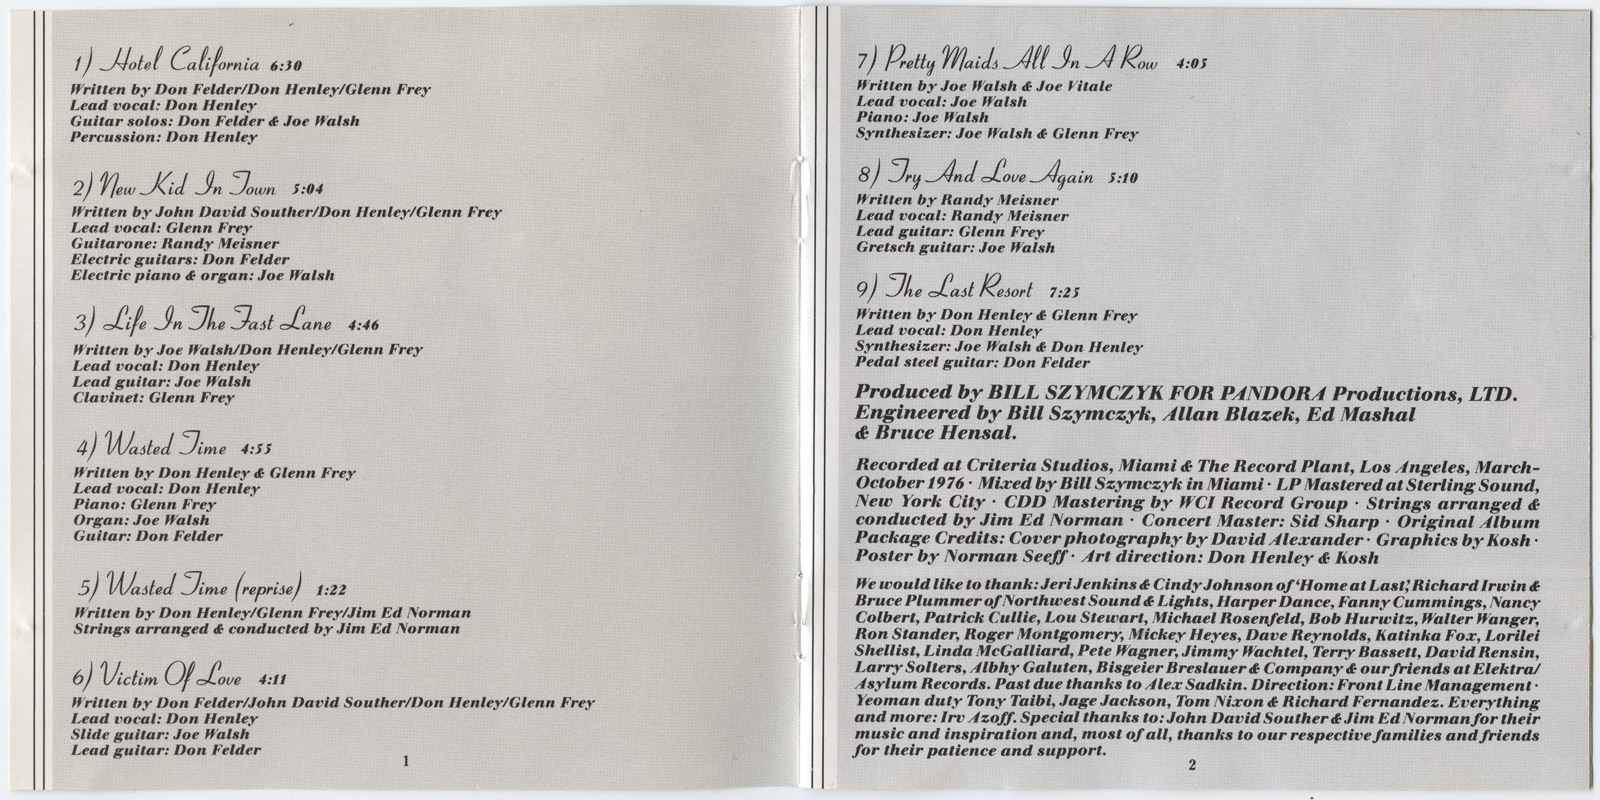 1) Hotel California 6:30
Written by Don Felder/Don Henley/Glenn Frey
Lead vocal: Don Henley
Guitar solos: Don Felder & Joe Walsh
Percussion: Don Henley
2) New Kid In Town 5:04
Written by John David Souther/Don Henley/Glenn Frey
Lead vocal: Glenn Frey
Guitarone: Randy Meisner
Electric guitars: Don Felder
Electric piano & organ: Joe Walsh
3) Life In The Fast Lane 4:46
Written by Joe Walsh/Don Henley/Glenn Frey
Lead vocal: Don Henley
Lead guitar: Joe Walsh
Clavinet: Glenn Frey
4) Wasted Time 4:55
Written by Don Henley & Glenn Frey
Lead vocal: Don Henley
Piano: Glenn Frey
Organ: Joe Walsh
Guitar: Don Felder
5) Wasted Time (reprise) 1:22
Written by Don Henley/Glenn Frey/Jim Ed Norman
Strings arranged & conducted by Jim Ed Norman
6) Victim Of Love 4:11
Written by Don Felder/John David Souther/Don Henley/Glenn Frey
Lead vocal: Don Henley
Slide guitar: Joe Walsh
Lead guitar: Don Felder
1
7) Pretty Maids All In A Row 4:05
Written by Joe Walsh & Joe Vitale
Lead vocal: Joe Walsh
Piano: Joe Walsh
Synthesizer: Joe Walsh & Glenn Frey
8) Try And Love Again 5:10
Written by Randy Meisner
Lead vocal: Randy Meisner
Lead guitar: Glenn Frey
Gretsch guitar: Joe Walsh
9) The Last Resort 7:25
Written by Don Henley & Glenn Frey
Lead vocal: Don Henley
Synthesizer: Joe Walsh & Don Henley
Pedal steel guitar: Don Felder
Produced by BILL SZYMCZYK FOR PANDORA Productions, LTD.
Engineered by Bill Szymczyk, Allan Blazek, Ed Mashal
& Bruce Hensal.
Recorded at Criteria Studios, Miami & The Record Plant, Los Angeles, March-
October 1976 · Mixed by Bill Szymczyk in Miami · LP Mastered at Sterling Sound,
New York City · CDD Mastering by WCI Record Group · Strings arranged &
conducted by Jim Ed Norman · Concert Master: Sid Sharp · Original Album
Package Credits: Cover photography by David Alexander · Graphics by Kosh ·
Poster by Norman Seeff · Art direction: Don Henley & Kosh
We would like to thank: Jeri Jenkins & Cindy Johnson of 'Home at Last', Richard Irwin &
Bruce Plummer of Northwest Sound & Lights, Harper Dance, Fanny Cummings, Nancy
Colbert, Patrick Cullie, Lou Stewart, Michael Rosenfeld, Bob Hurwitz, Walter Wanger,
Ron Stander, Roger Montgomery, Mickey Heyes, Dave Reynolds, Katinka Fox, Lorilei
Shellist, Linda McGalliard, Pete Wagner, Jimmy Wachtel, Terry Bassett, David Rensin,
Larry Solters, Albhy Galuten, Bisgeier Breslauer & Company & our friends at Elektra/
Asylum Records. Past due thanks to Alex Sadkin. Direction: Front Line Management ·
Yeoman duty Tony Taibi, Jage Jackson, Tom Nixon & Richard Fernandez. Everything
and more: Irv Azoff. Special thanks to: John David Souther & Jim Ed Norman for their
music and inspiration and, most of all, thanks to our respective families and friends
for their patience and support.
2